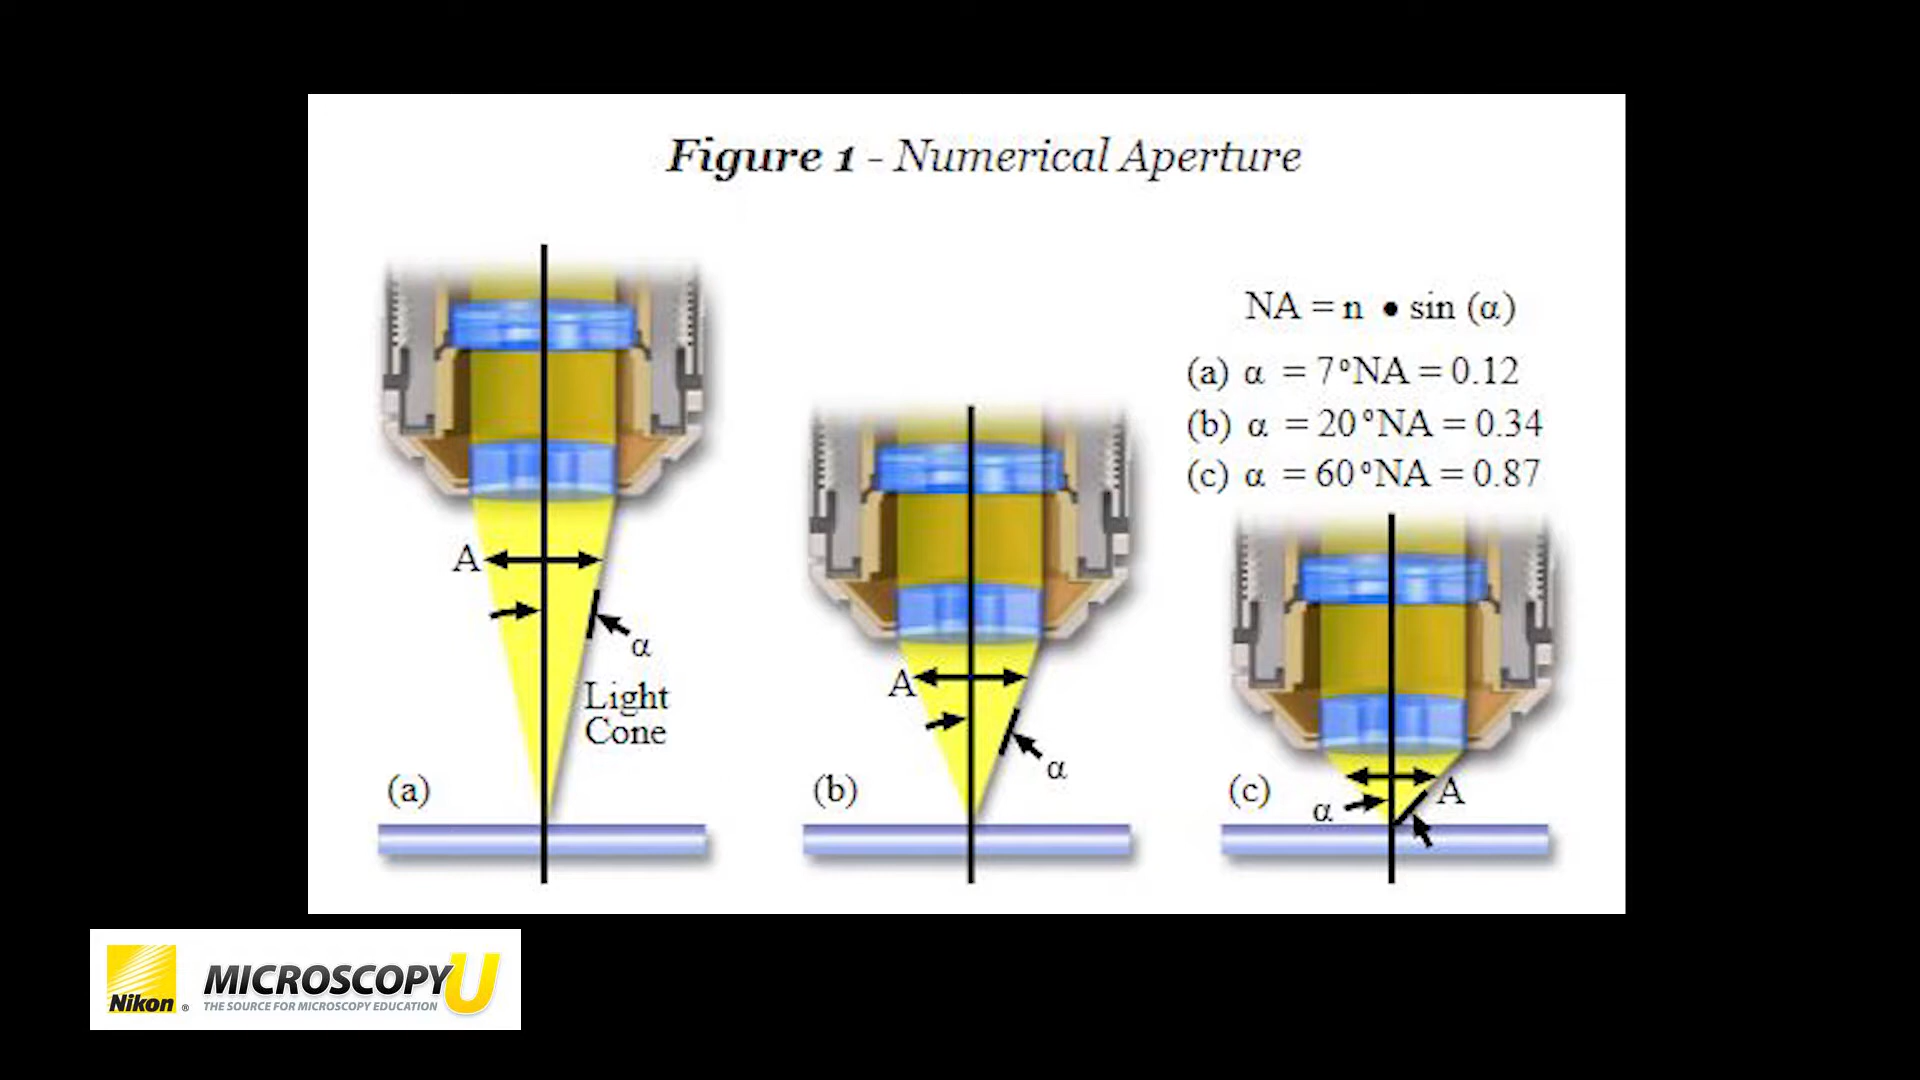 Figure 1 - Numerical Aperture
NA = n • sin (α)
(a) α = 7°NA = 0.12
(b) α = 20°NA = 0.34
(c) α = 60°NA = 0.87
A
α
Light
Cone
(a)
A
α
(b)
A
α
(c)
Nikon ®
MICROSCOPYU
THE SOURCE FOR MICROSCOPY EDUCATION